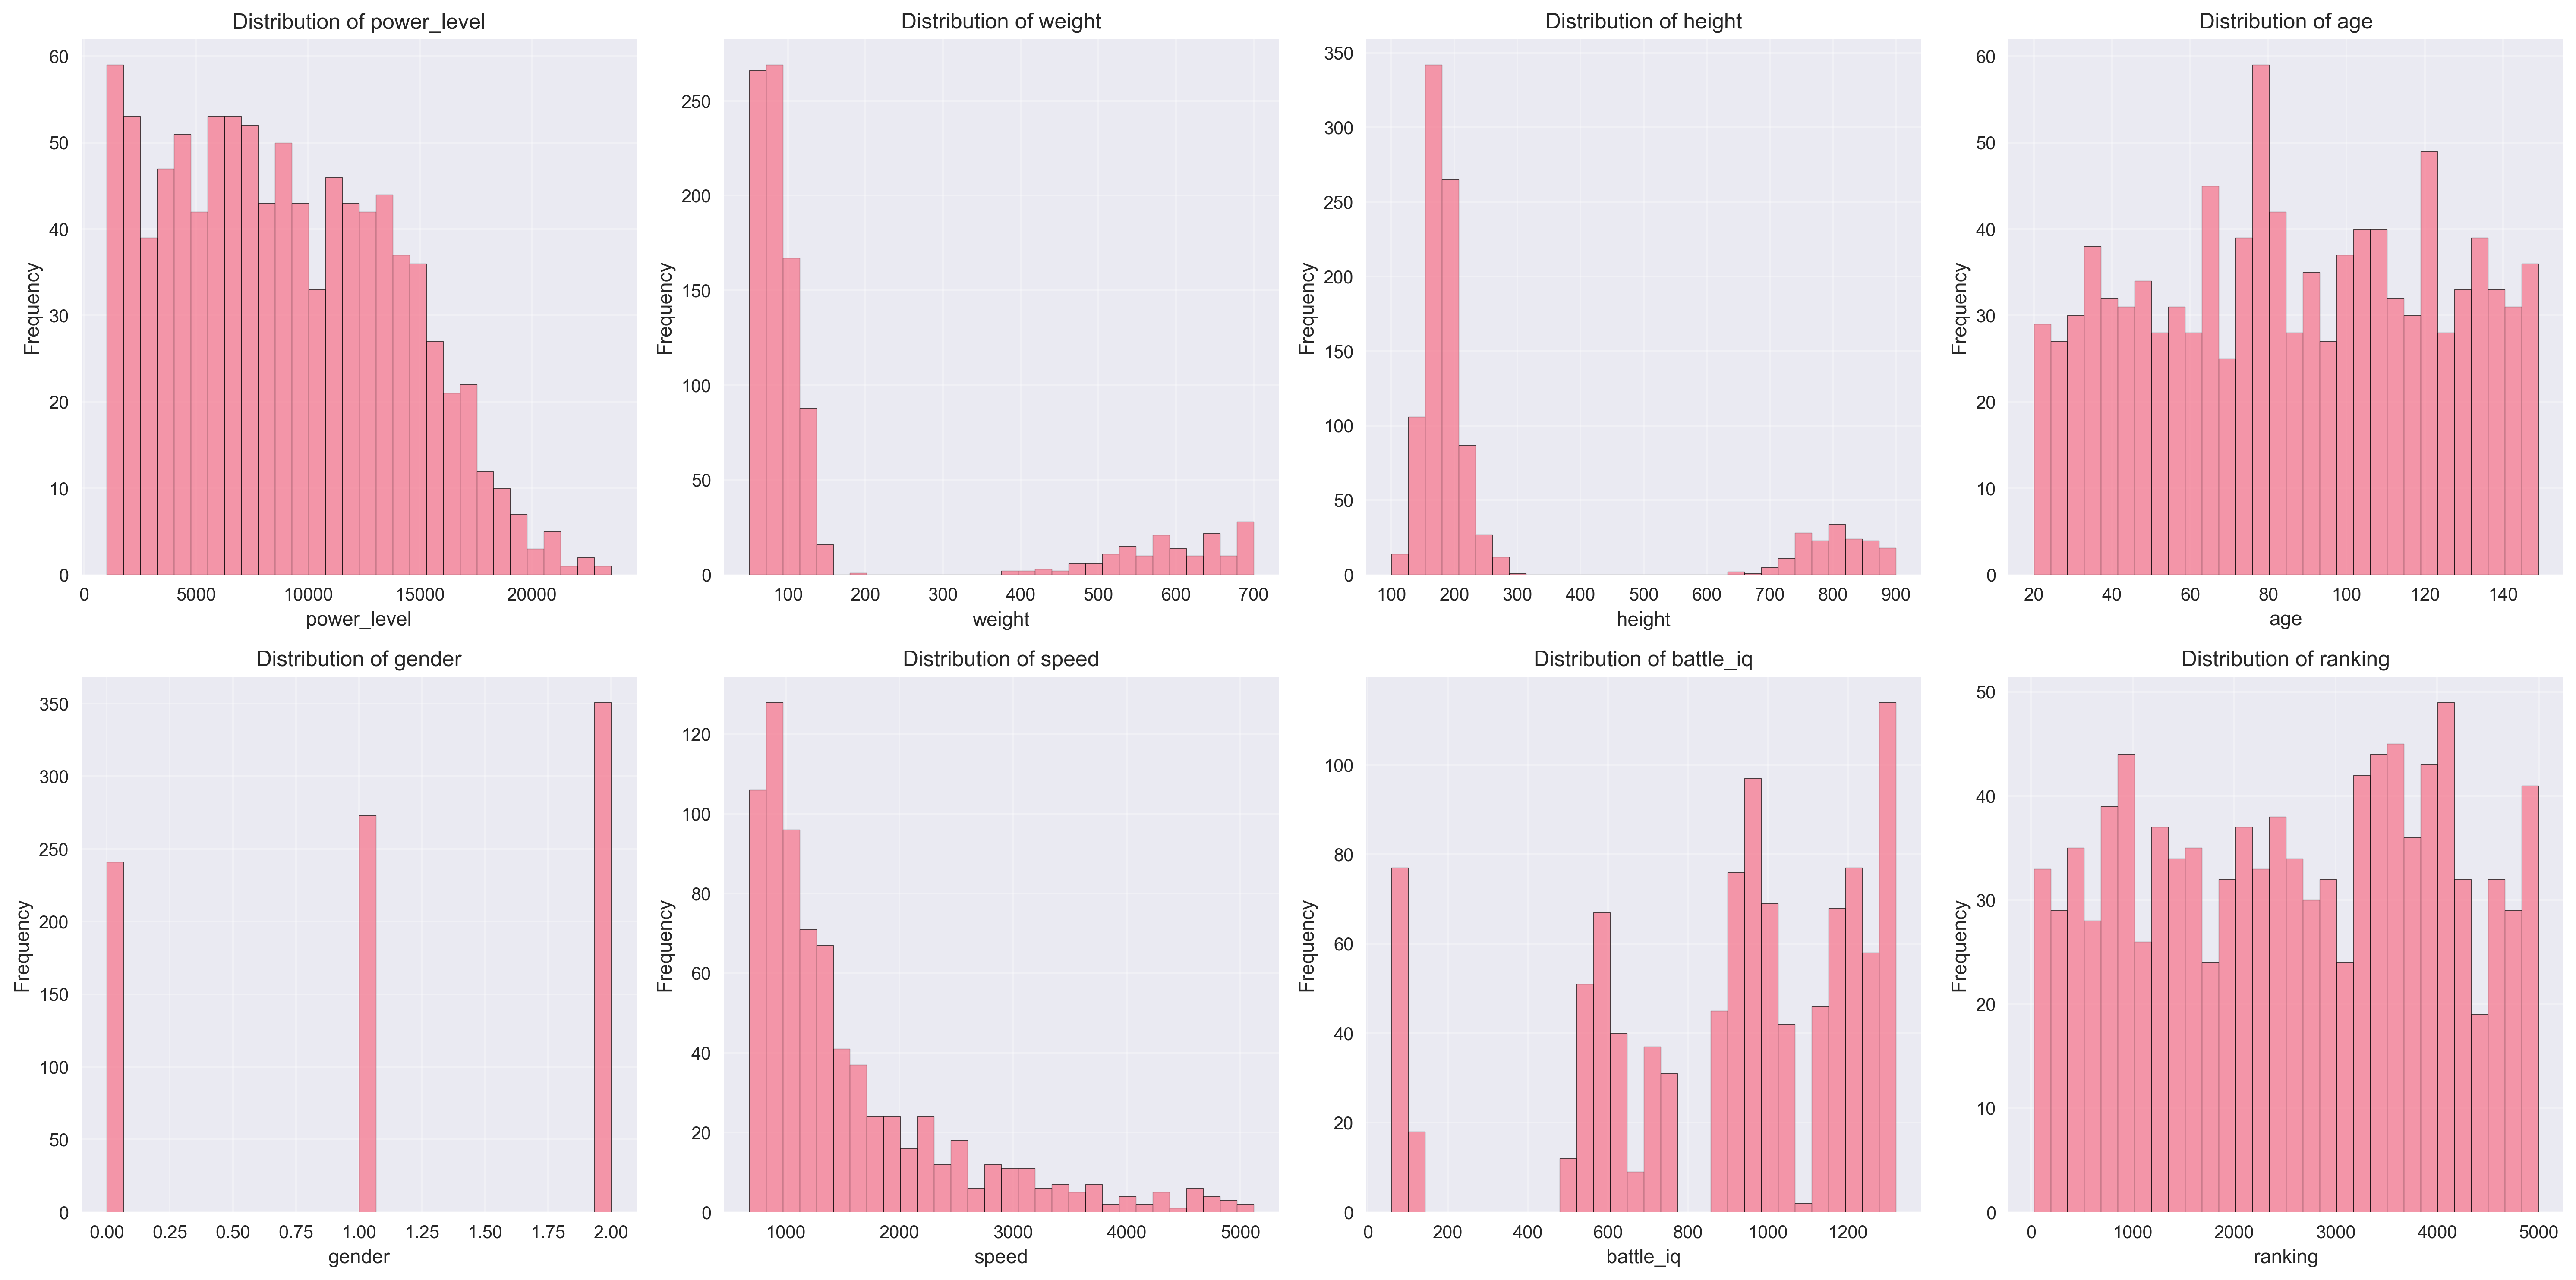 Distribution of power_level
60
50
40
30
20
10
0
Frequency
0 5000 10000 15000 20000
power_level
Distribution of weight
250
200
150
100
50
0
Frequency
100 200 300 400 500 600 700
weight
Distribution of height
350
300
250
200
150
100
50
0
Frequency
100 200 300 400 500 600 700 800 900
height
Distribution of age
60
50
40
30
20
10
0
Frequency
20 40 60 80 100 120 140
age
Distribution of gender
350
300
250
200
150
100
50
0
Frequency
0.00 0.25 0.50 0.75 1.00 1.25 1.50 1.75 2.00
gender
Distribution of speed
120
100
80
60
40
20
0
Frequency
1000 2000 3000 4000 5000
speed
Distribution of battle_iq
100
80
60
40
20
0
Frequency
0 200 400 600 800 1000 1200
battle_iq
Distribution of ranking
50
40
30
20
10
0
Frequency
0 1000 2000 3000 4000 5000
ranking